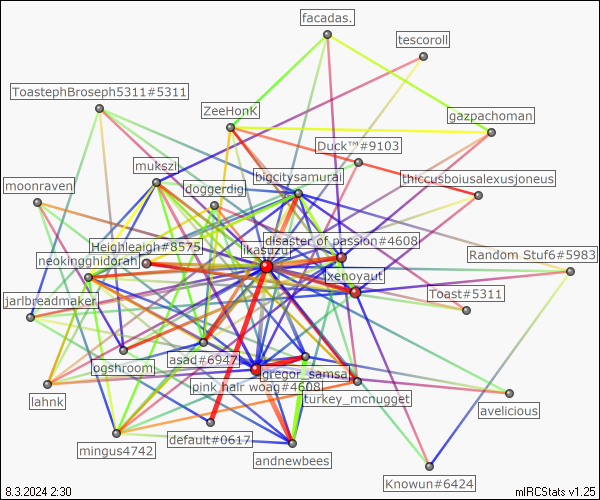 facadas.
tescoroll
ToastephBroseph5311#5311
ZeeHonK
gazpachoman
Duck™#9103
mukszi
bigcitysamurai
thiccusboiusalexusjoneus
moonraven
doggerdig
disaster of passion#4608
Heighleigh#8575
ikasuzu
Random Stuf6#5983
neokingghidorah
xenoyaut
jarlbreadmaker
Toast#5311
ogshroom
asad#6947
gregor_samsa
pink hair woag#4608
turkey_mcnugget
lahnk
avelicious
mingus4742
default#0617
andnewbees
Knowun#6424
8.3.2024 2:30
mIRCStats v1.25